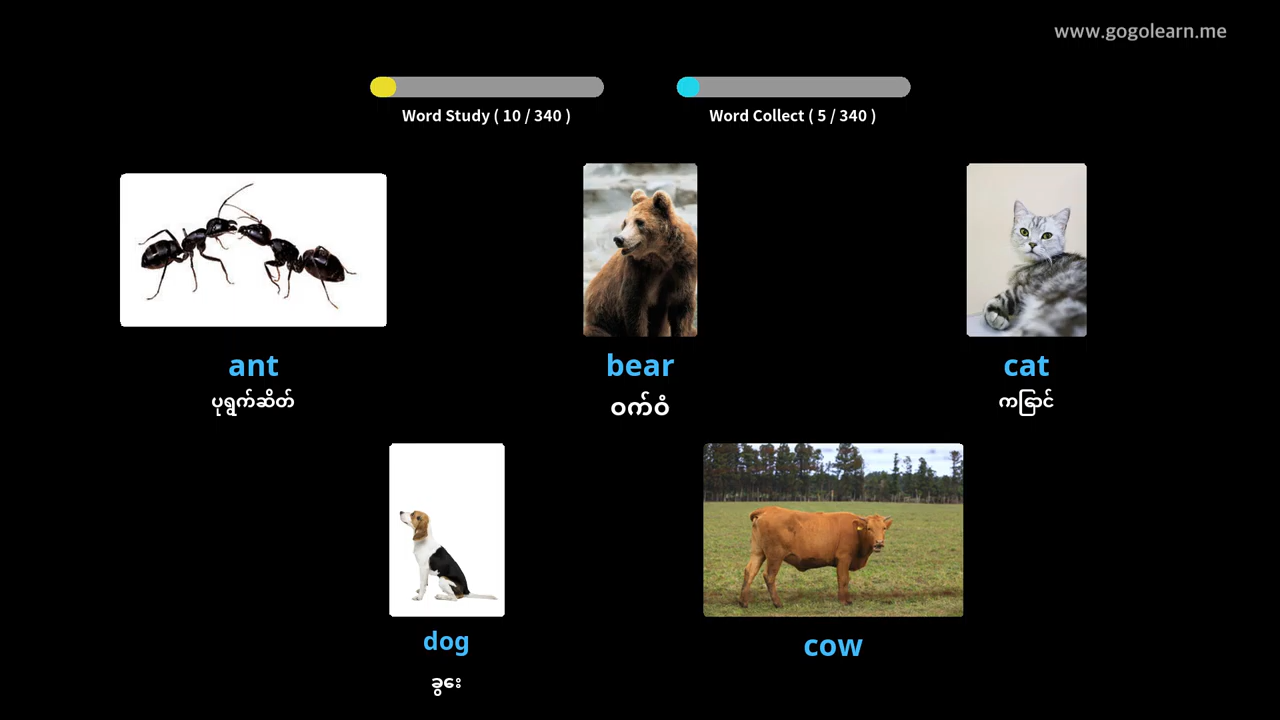 www.gogolearn.me
Word Study ( 10 / 340 )
Word Collect ( 5 / 340 )
ant
ပုရွက်ဆိတ်
bear
ဝက်ဝံ
cat
ကြောင်
dog
ခွေး
cow